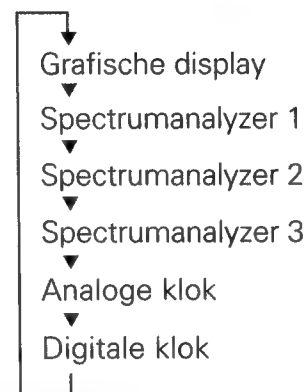 Grafische display
Spectrumanalyzer 1
Spectrumanalyzer 2
Spectrumanalyzer 3
Analoge klok
Digitale klok